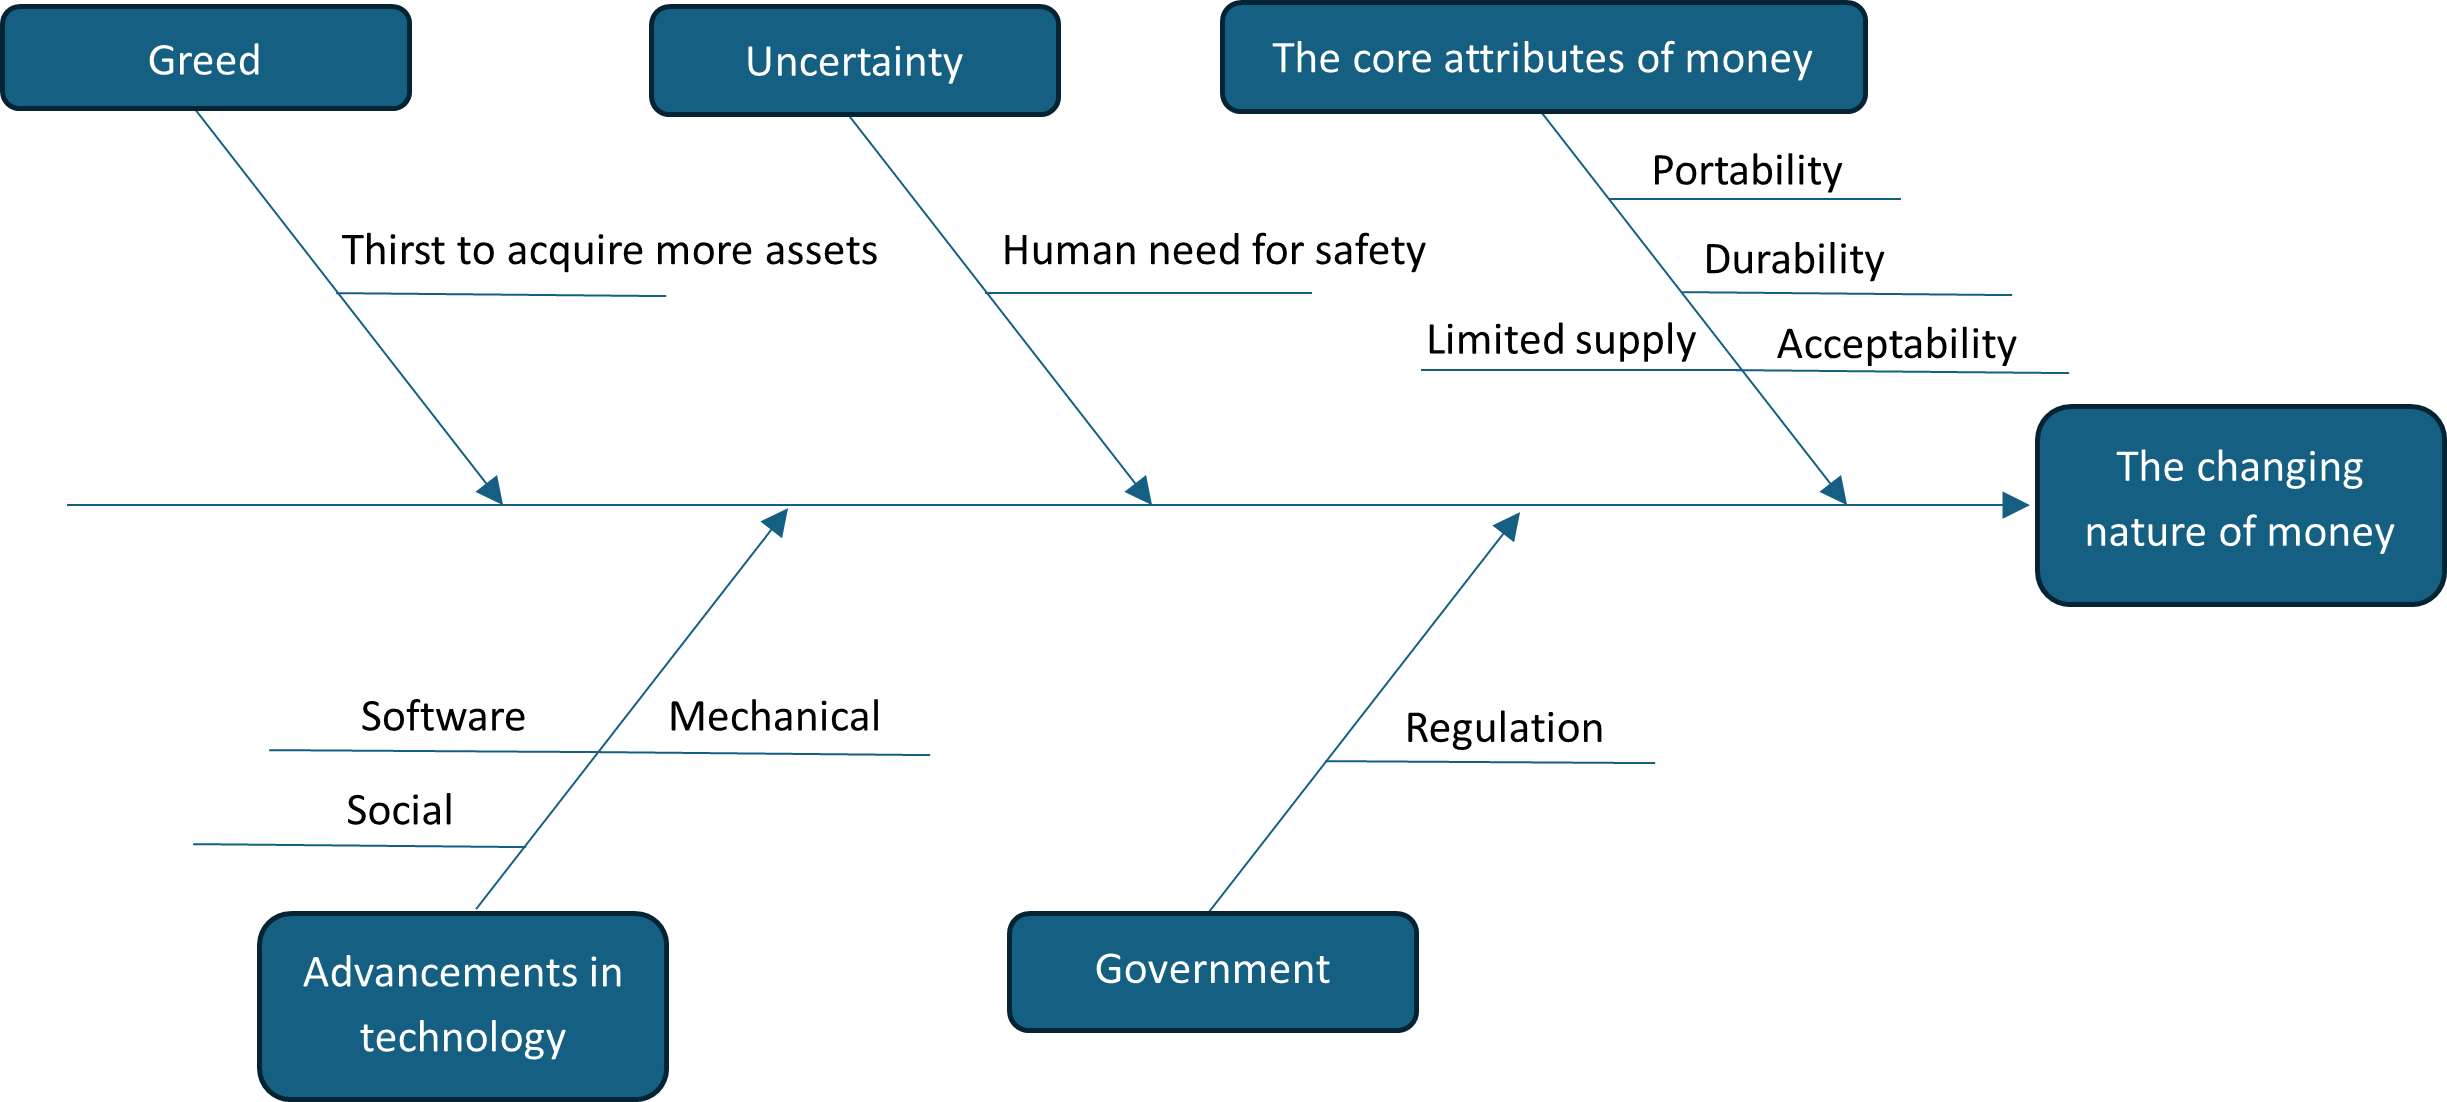 Greed
Uncertainty
The core attributes of money
Portability
Thirst to acquire more assets
Human need for safety
Durability
Limited supply
Acceptability
The changing
nature of money
Software
Mechanical
Regulation
Social
Advancements in
technology
Government